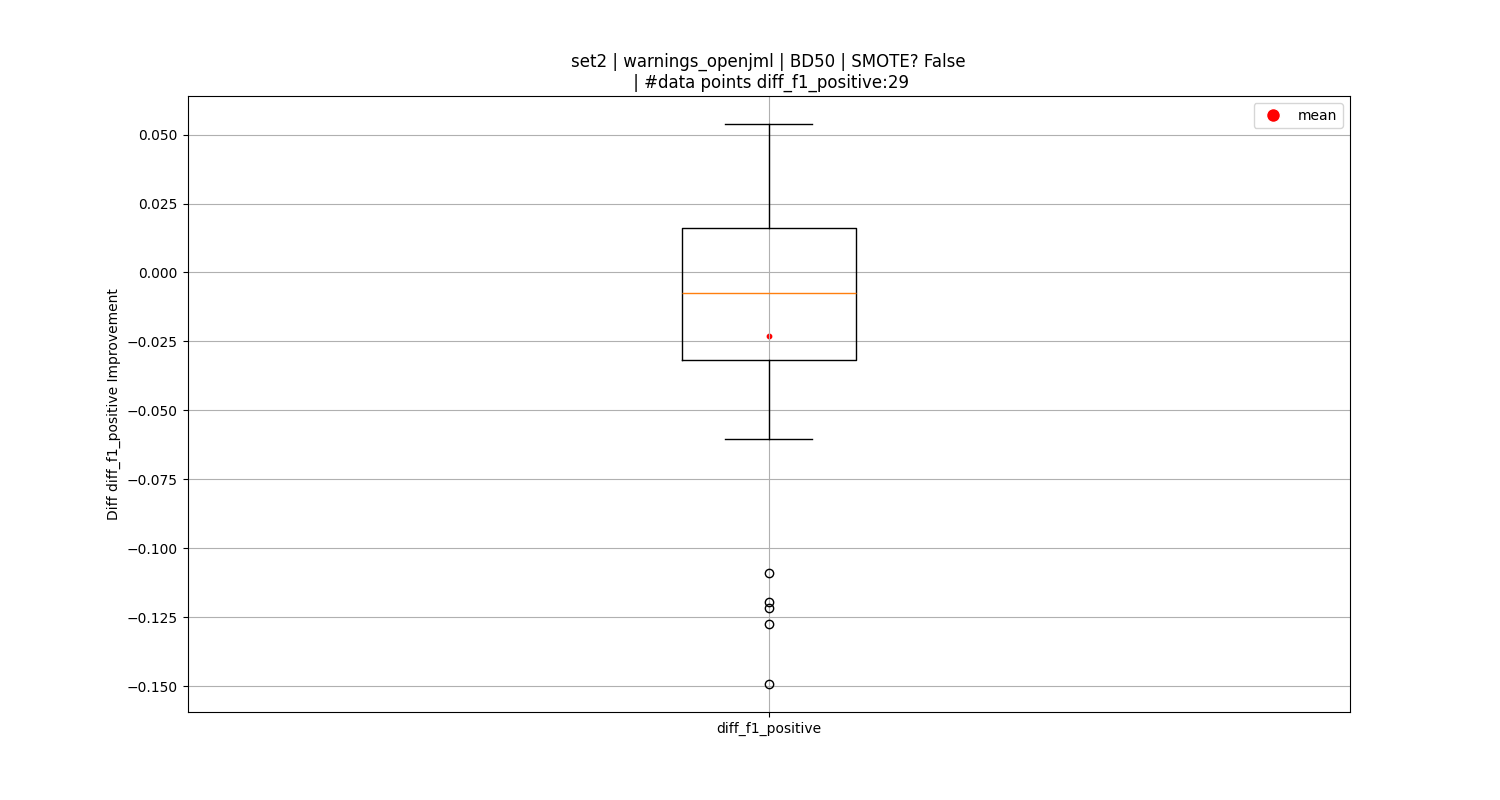 set2 | warnings_openjml | BD50 | SMOTE? False
| #data points diff_f1_positive:29
mean
0.050
0.025
0.000
−0.025
−0.050
−0.075
−0.100
−0.125
−0.150
Diff diff_f1_positive Improvement
diff_f1_positive